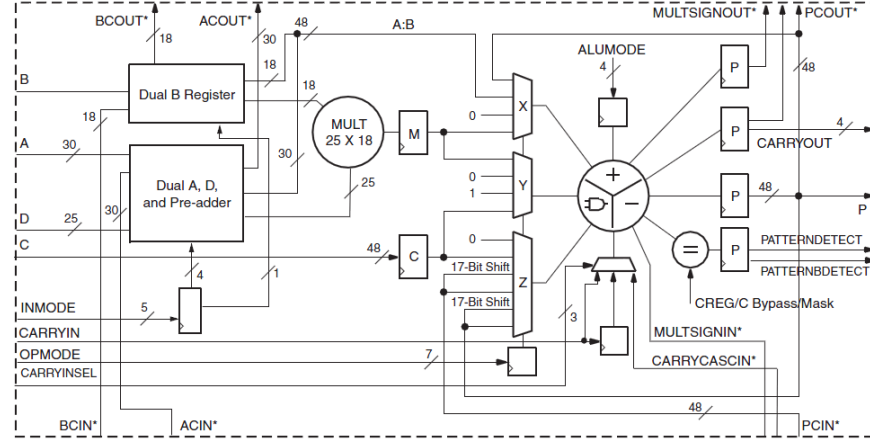 BCOUT* ACOUT* MULTSIGNOUT* PCOUT*
18 30 48 A:B ALUMODE 48
B 18 18 4
Dual B Register
18 P
X
0
MULT
25 X 18
M
P 4
CARRYOUT
A 30
30
Dual A, D,
and Pre-adder
25
0
1
Y
+
−
P 48
P
D 25
30
C
48 C
0
17-Bit Shift
17-Bit Shift
Z
=
P
PATTERNDETECT
PATTERNBDETECT
4 1
3
CREG/C Bypass/Mask
INMODE 5
CARRYIN
MULTSIGNIN*
OPMODE 7
CARRYCASCIN*
CARRYINSEL
48
BCIN* ACIN* PCIN*